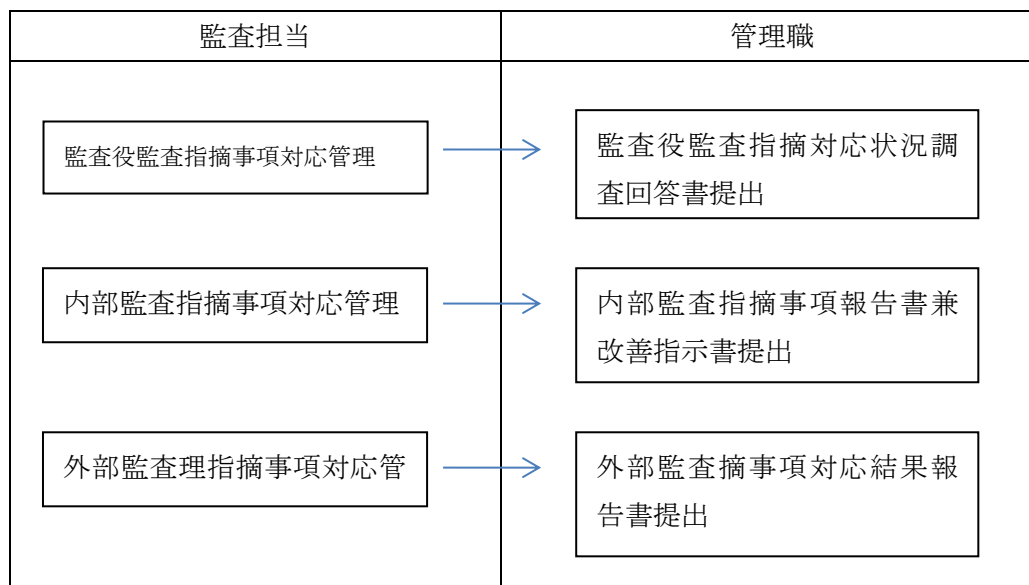 監査担当
管理職
監査役監査指摘事項対応管理
監査役監査指摘対応状況調
査回答書提出
内部監査指摘事項対応管理
内部監査指摘事項報告書兼
改善指示書提出
外部監査理指摘事項対応管
外部監査摘事項対応結果報
告書提出